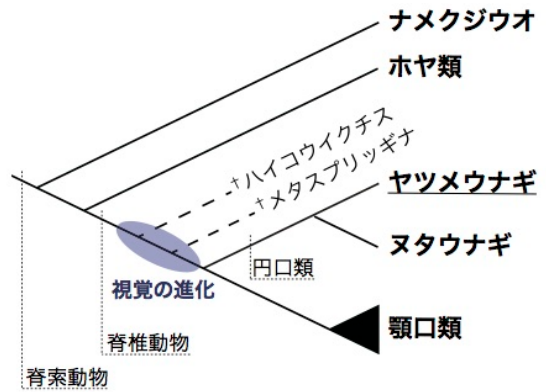 ナメクジウオ
ホヤ類
†ハイコウイクチス
†メタスプリッギナ
ヤツメウナギ
ヌタウナギ
円口類
視覚の進化
顎口類
脊椎動物
脊索動物